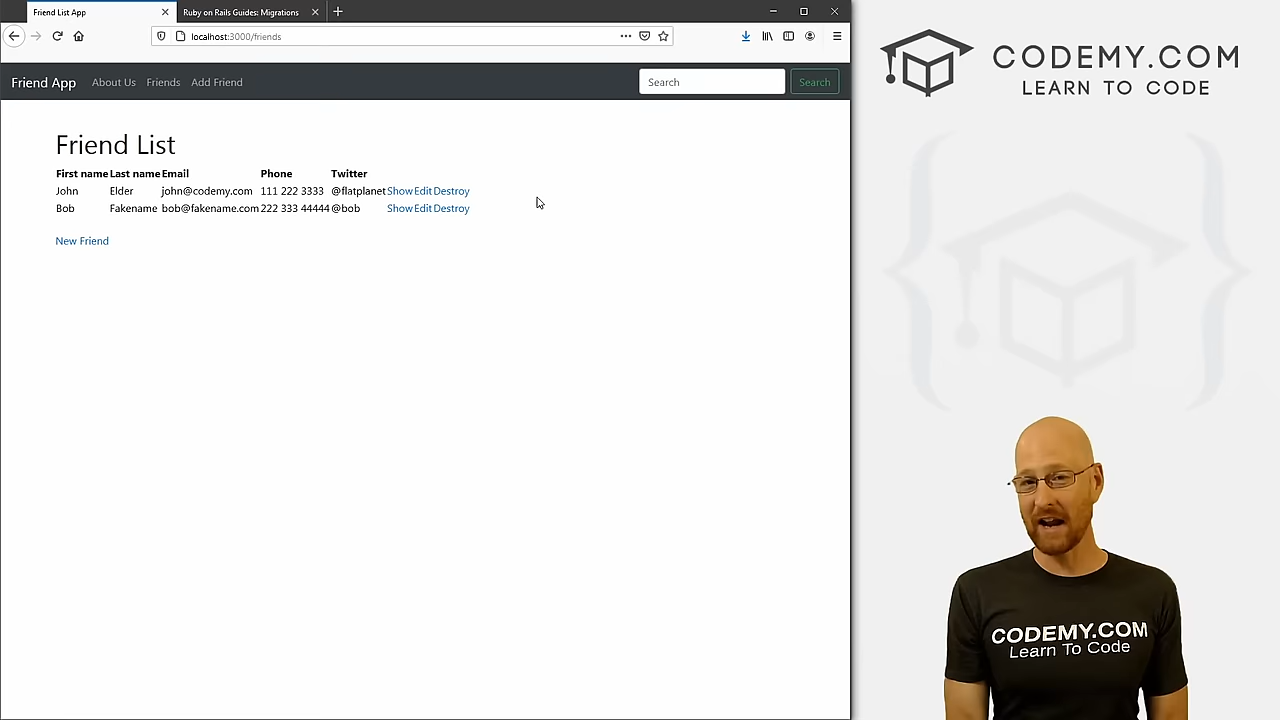 Friend List App
Ruby on Rails Guides: Migrations
localhost:3000/friends
Friend App About Us Friends Add Friend Search Search
Friend List
First name Last name Email Phone Twitter
John Elder john@codemy.com 111 222 3333 @flatplanet Show Edit Destroy
Bob Fakename bob@fakename.com 222 333 44444 @bob Show Edit Destroy
New Friend
CODEMY.COM
LEARN TO CODE
CODEMY.COM
Learn To Code